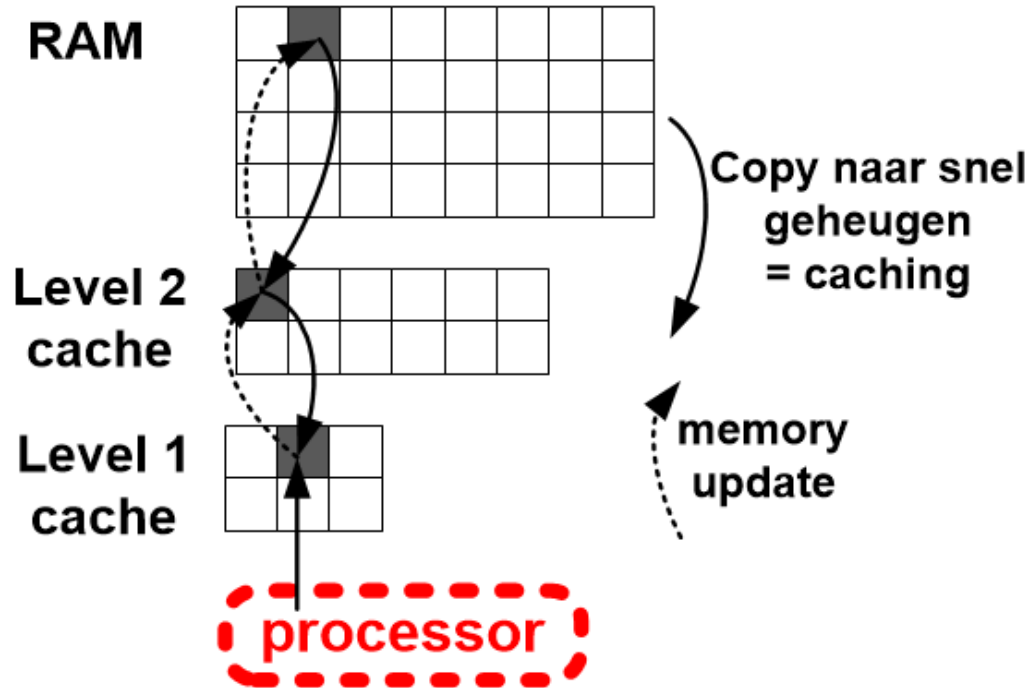 RAM
Copy naar snel
geheugen
= caching
Level 2
cache
memory
update
Level 1
cache
processor